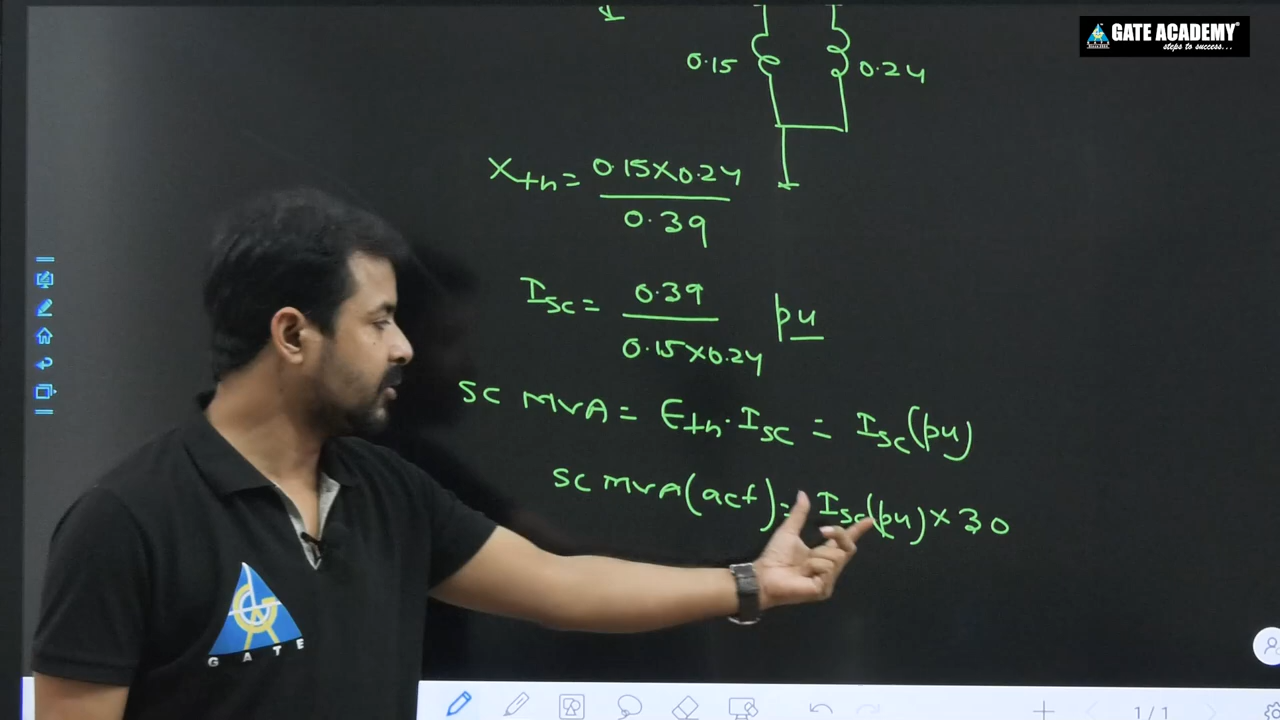 GATE ACADEMY
steps to success...
0.15
0.24
Xth = 0.15×0.24
0.39
Isc = 0.39 pu
0.15×0.24
SC MVA = Eth·Isc = Isc(pu)
SC MVA(act) = Isc(pu)×30
GATE
1/1